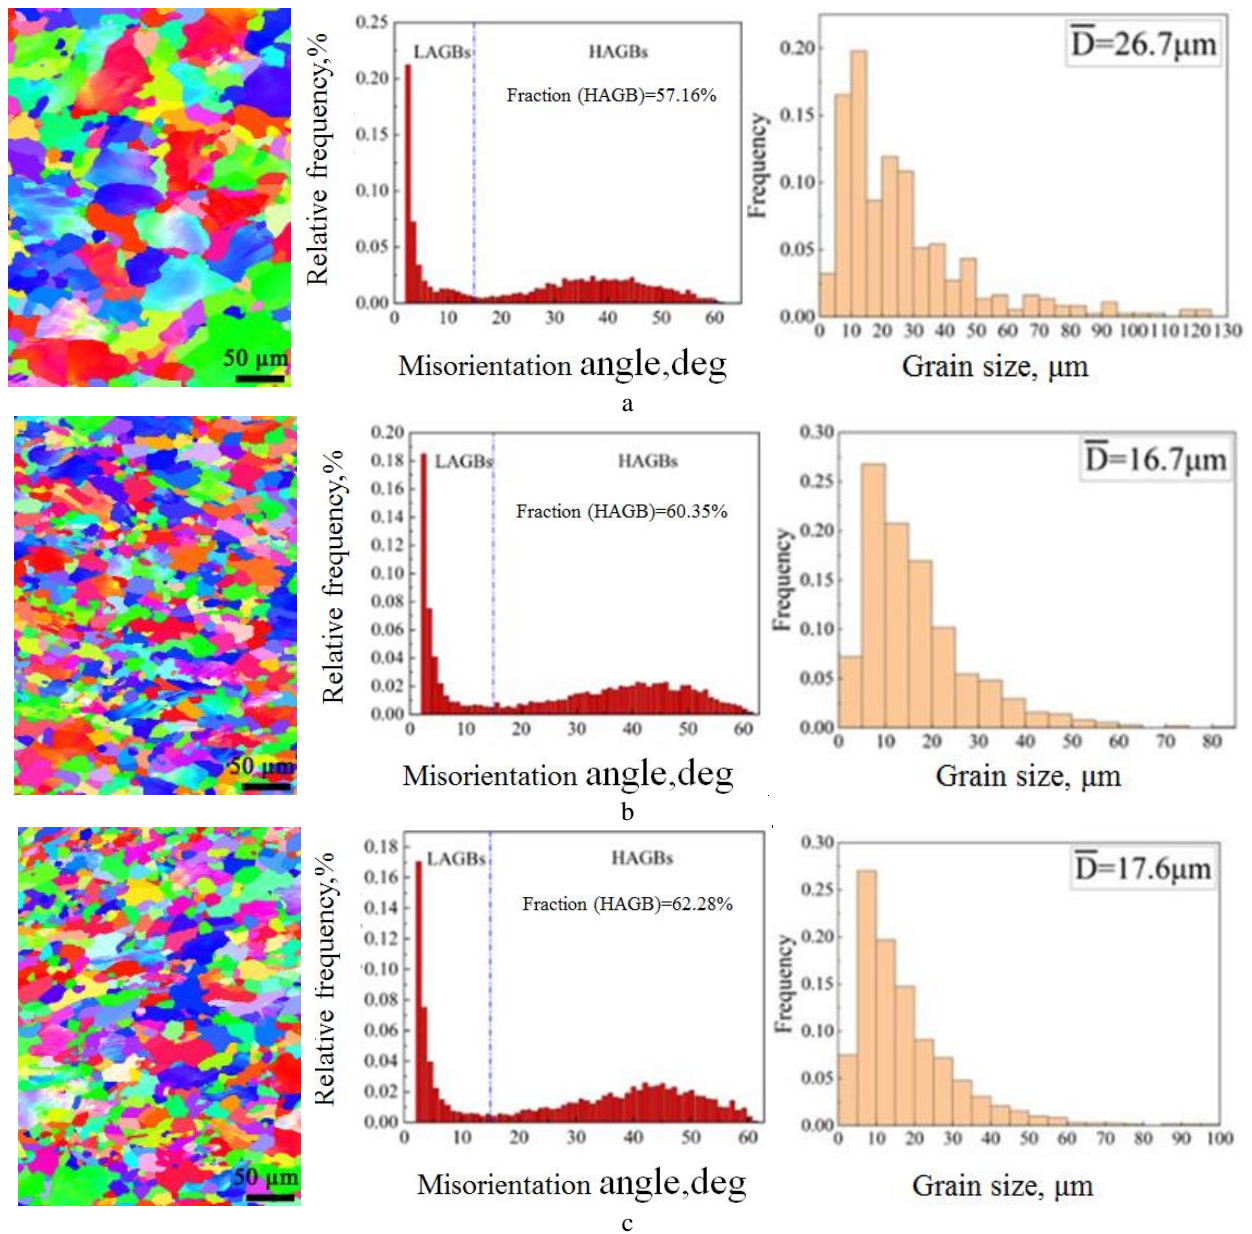 50 μm
Relative frequency,%
0.25
0.20
0.15
0.10
0.05
0.00
LAGBs
HAGBs
Fraction (HAGB)=57.16%
0 10 20 30 40 50 60
Misorientation angle,deg
Frequency
0.20
0.15
0.10
0.05
0.00
D̅=26.7μm
0 10 20 30 40 50 60 70 80 90 100 110 120 130
Grain size, μm
a
50 μm
Relative frequency,%
0.20
0.18
0.16
0.14
0.12
0.10
0.08
0.06
0.04
0.02
0.00
LAGBs
HAGBs
Fraction (HAGB)=60.35%
0 10 20 30 40 50 60
Misorientation angle,deg
Frequency
0.30
0.25
0.20
0.15
0.10
0.05
0.00
D̅=16.7μm
0 10 20 30 40 50 60 70 80
Grain size, μm
b
50 μm
Relative frequency,%
0.18
0.16
0.14
0.12
0.10
0.08
0.06
0.04
0.02
0.00
LAGBs
HAGBs
Fraction (HAGB)=62.28%
0 10 20 30 40 50 60
Misorientation angle,deg
Frequency
0.30
0.25
0.20
0.15
0.10
0.05
0.00
D̅=17.6μm
0 10 20 30 40 50 60 70 80 90 100
Grain size, μm
c